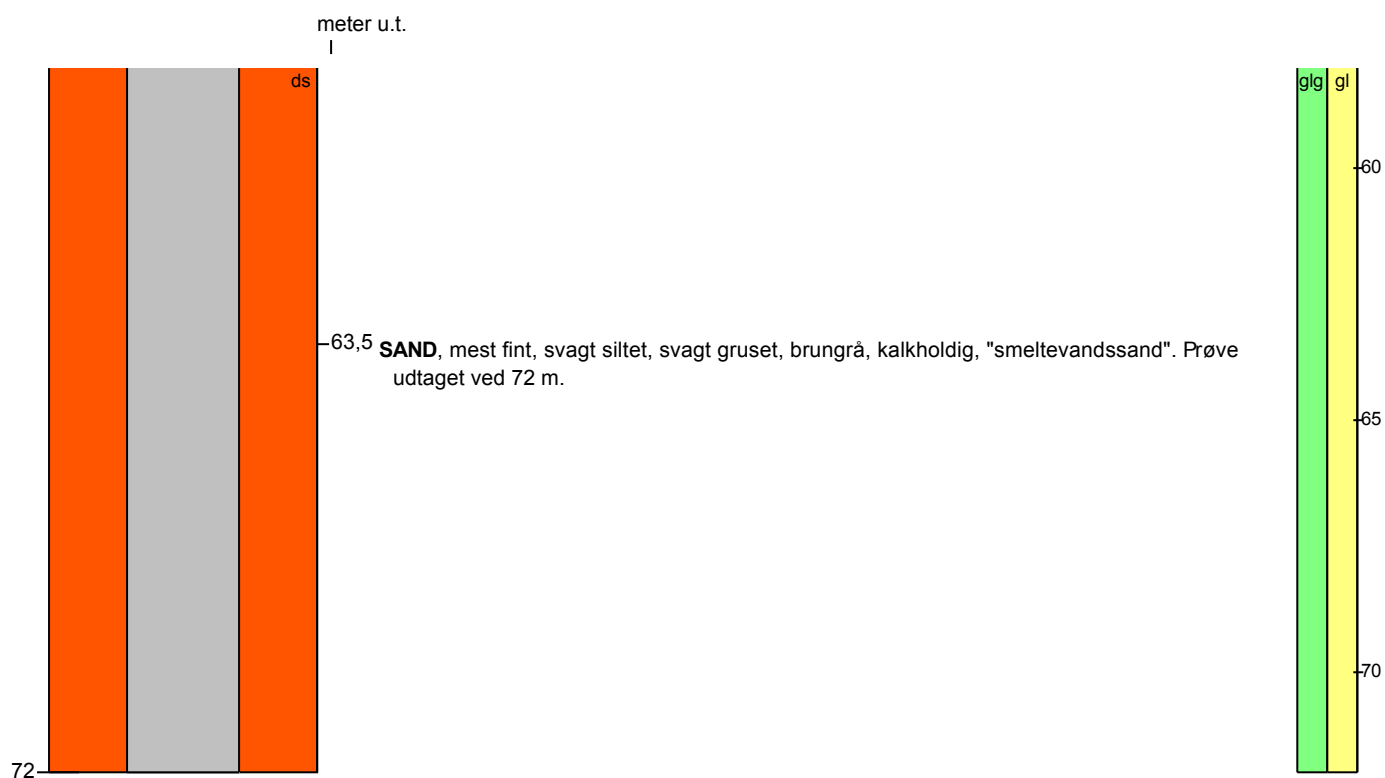 meter u.t.
ds
glg gl
60
63,5 SAND, mest fint, svagt siltet, svagt gruset, brungrå, kalkholdig, "smeltevandssand". Prøve
udtaget ved 72 m.
65
70
72